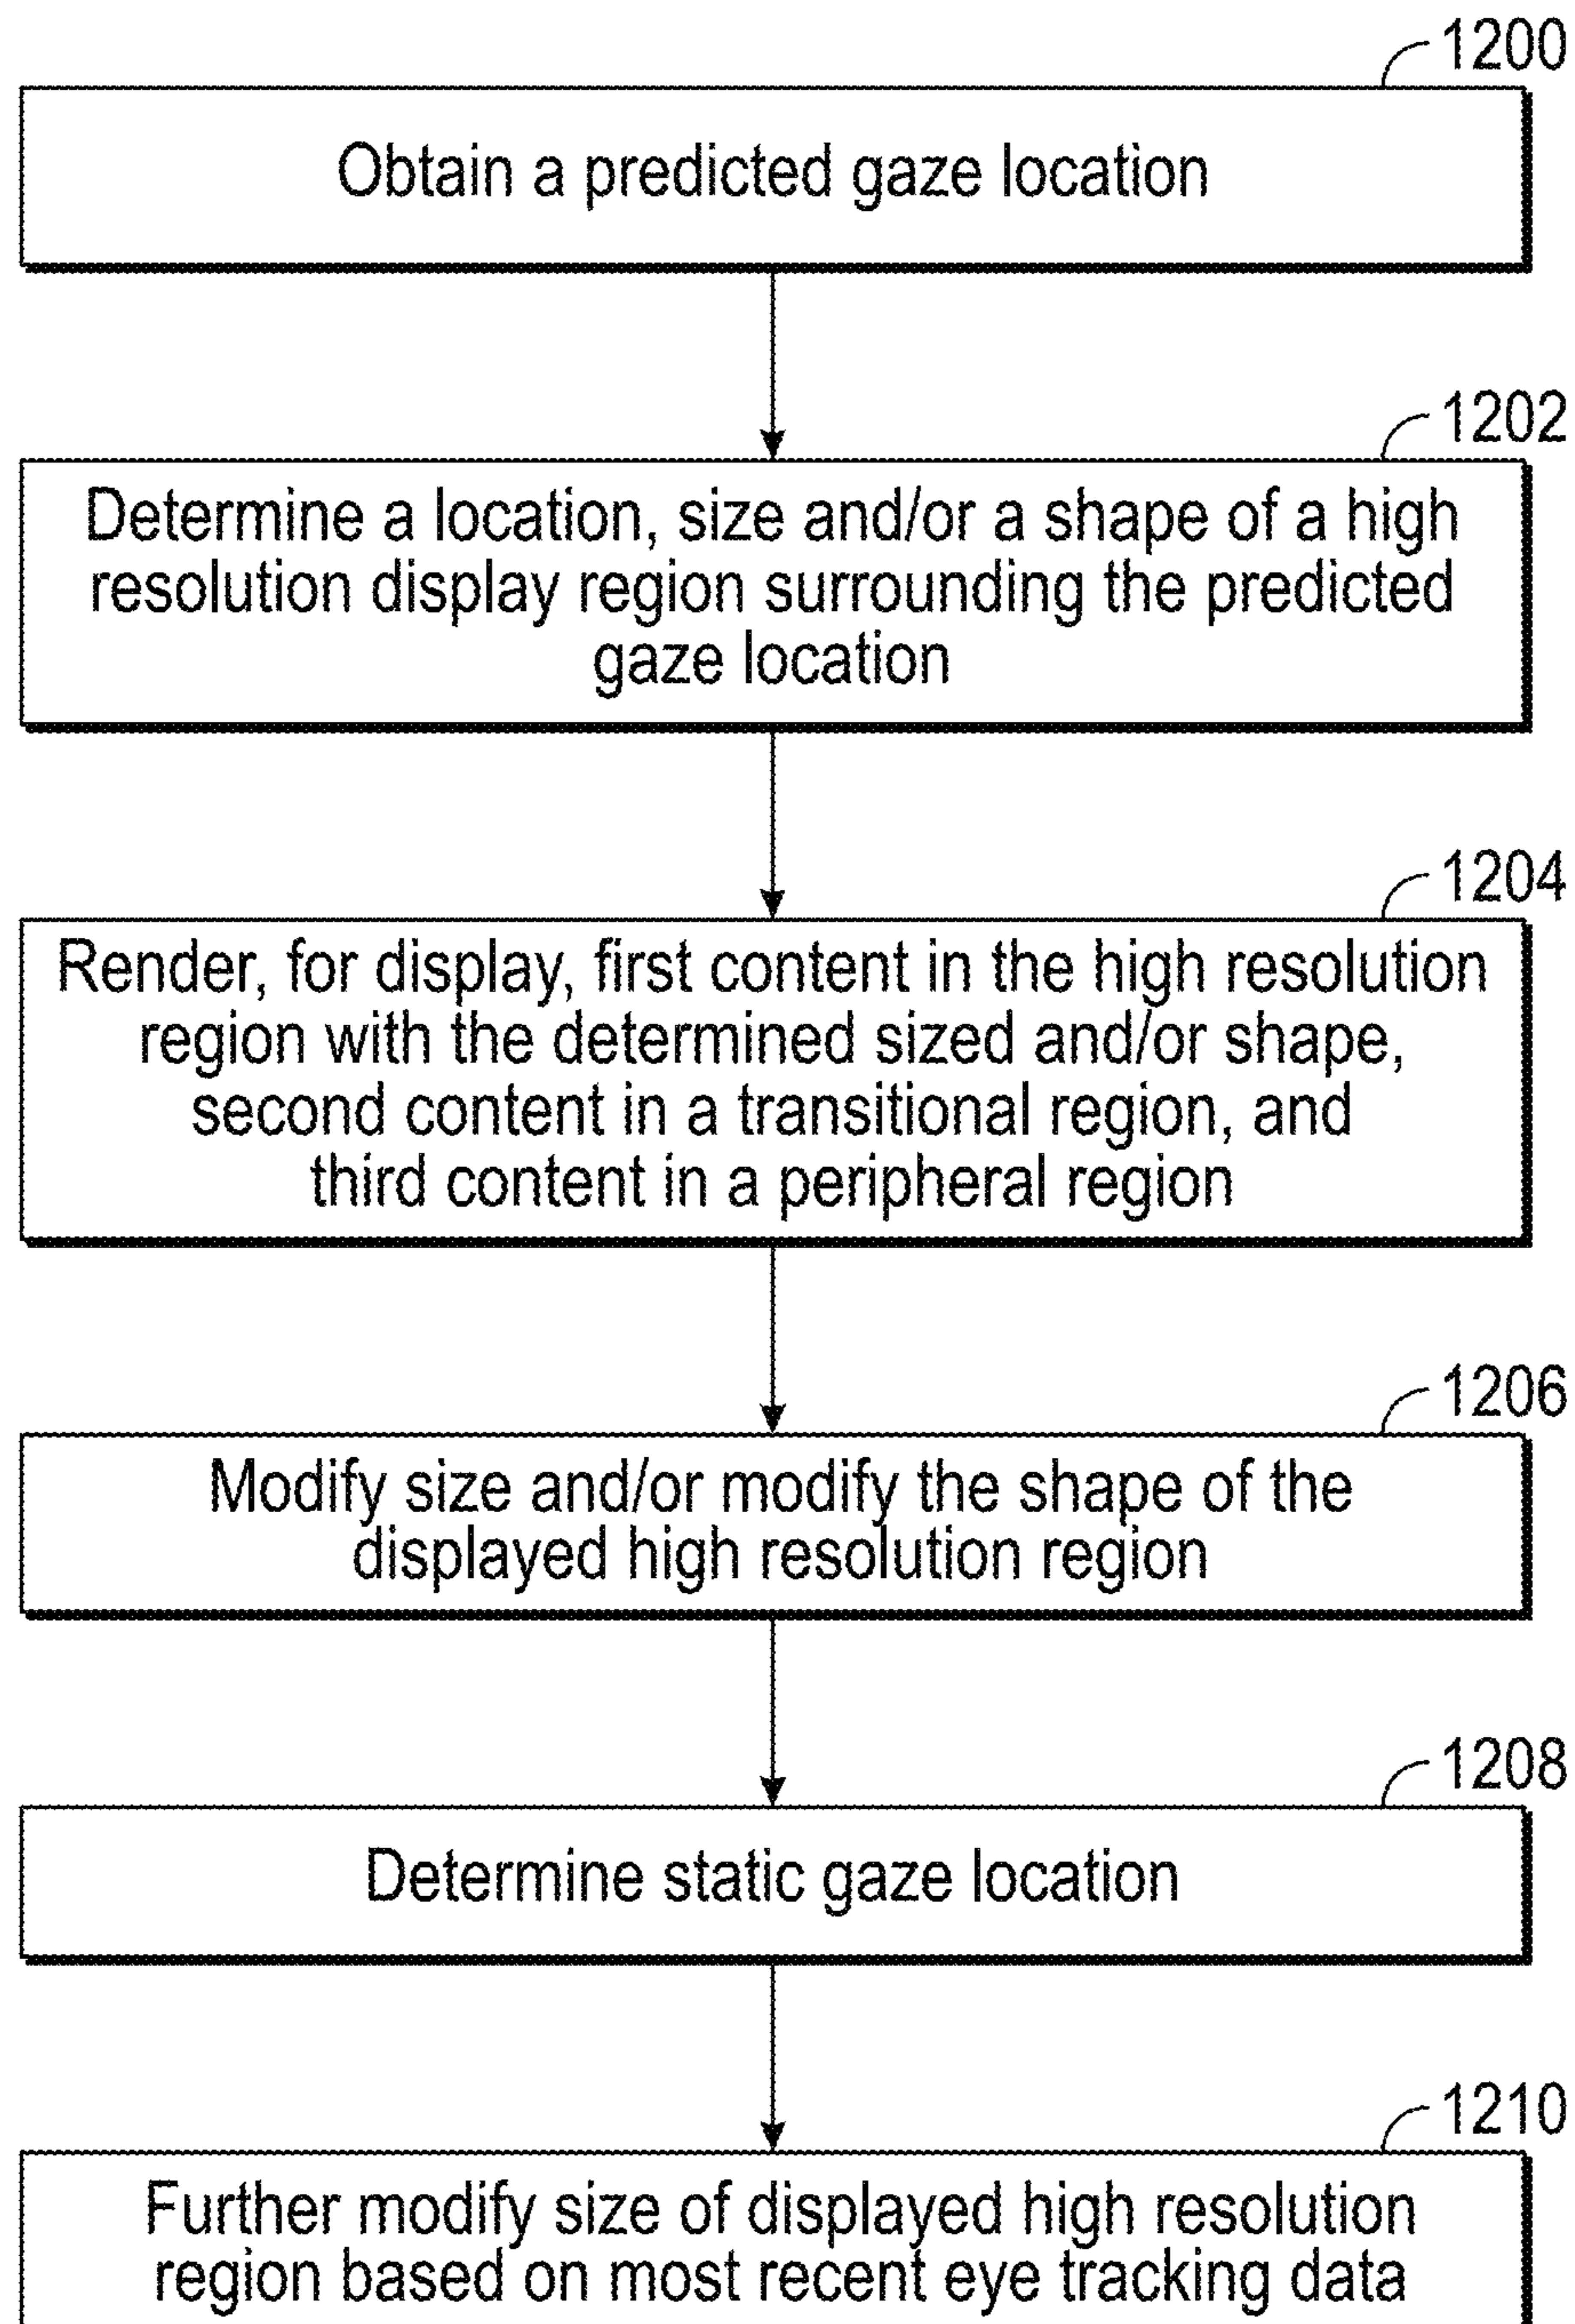 1200
Obtain a predicted gaze location
1202
Determine a location, size and/or a shape of a high
resolution display region surrounding the predicted
gaze location
1204
Render, for display, first content in the high resolution
region with the determined sized and/or shape,
second content in a transitional region, and
third content in a peripheral region
1206
Modify size and/or modify the shape of the
displayed high resolution region
1208
Determine static gaze location
1210
Further modify size of displayed high resolution
region based on most recent eye tracking data